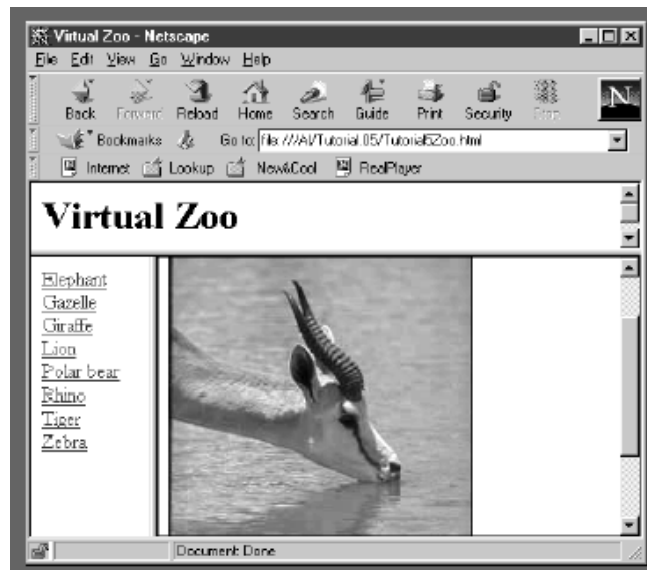 Virtual Zoo - Netscape
File Edit View Go Window Help
Back Forward Reload Home Search Guide Print Security Stop
N
Bookmarks Go to: file:///A|/Tutorial.05/Tutorial5Zoo.html
Internet Lookup New&Cool RealPlayer
Virtual Zoo
Elephant
Gazelle
Giraffe
Lion
Polar bear
Rhino
Tiger
Zebra
Document: Done